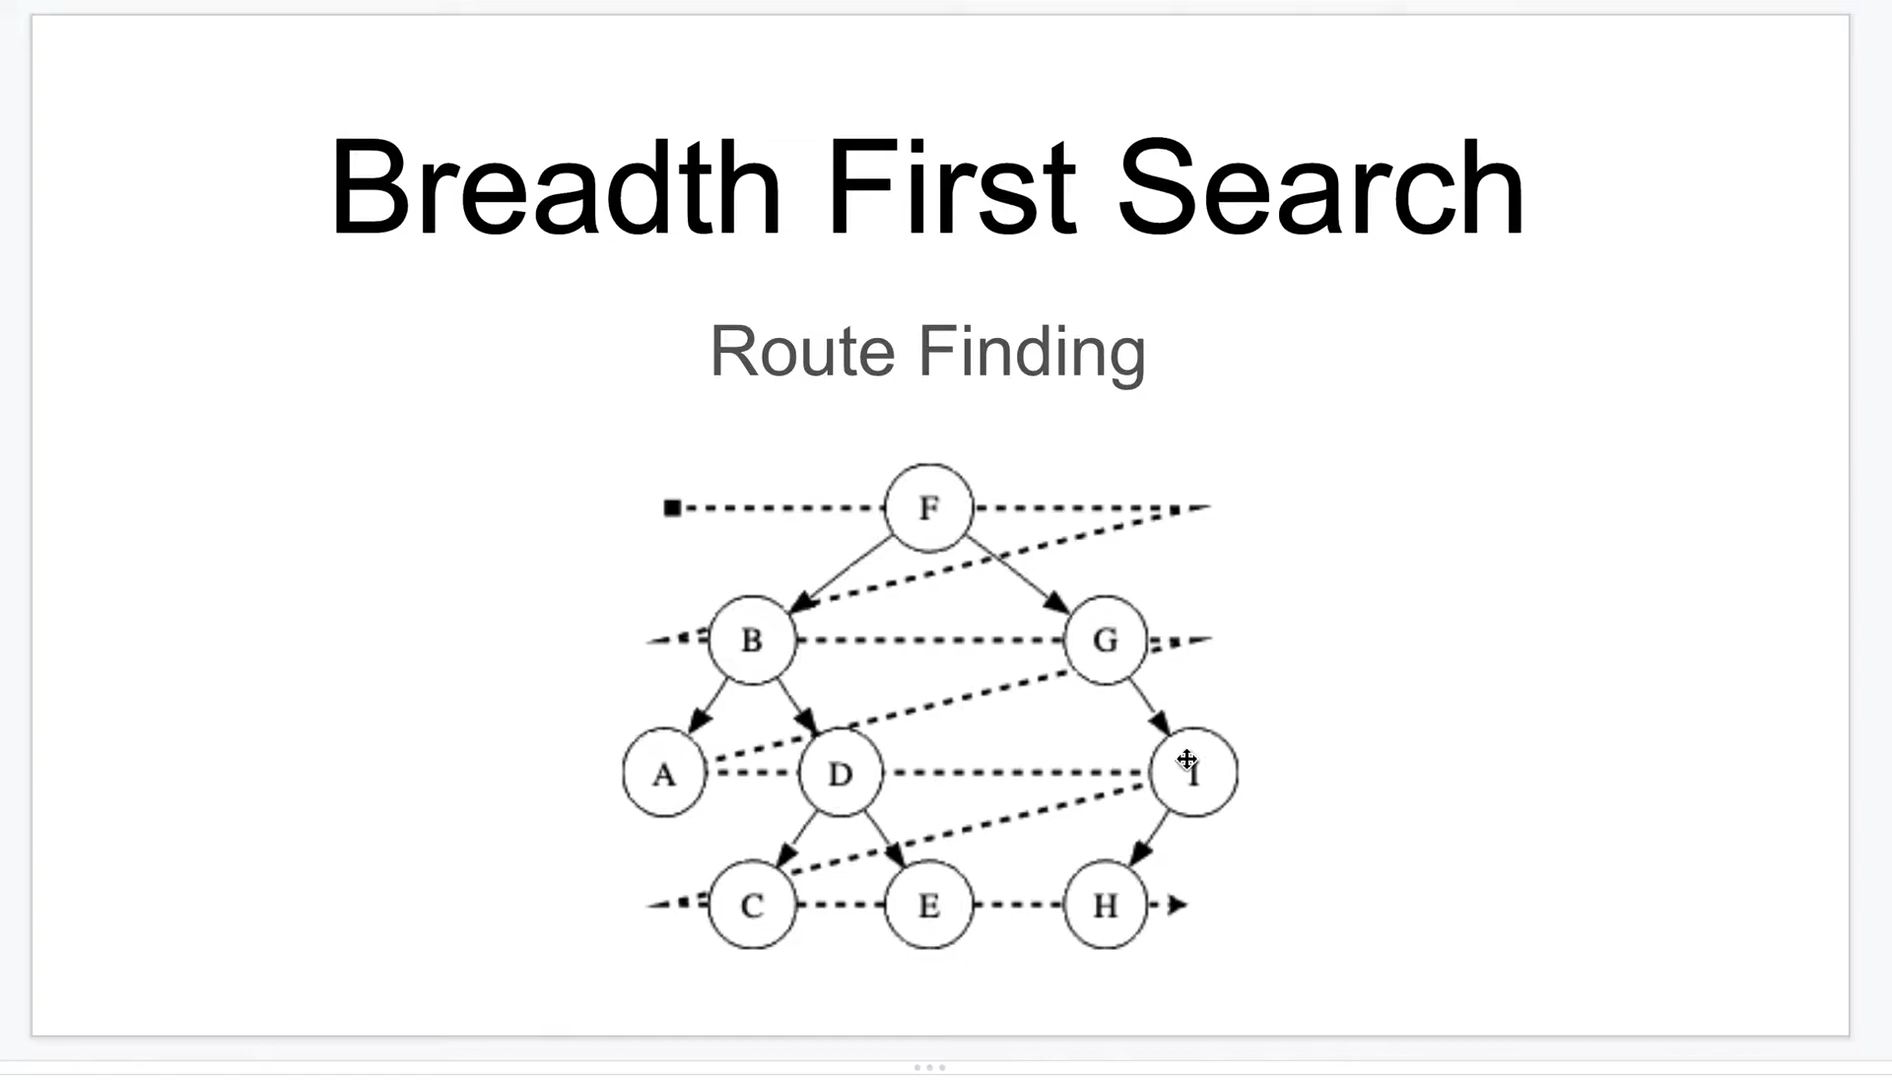 Breadth First Search
Route Finding
F
B G
A D I
C E H